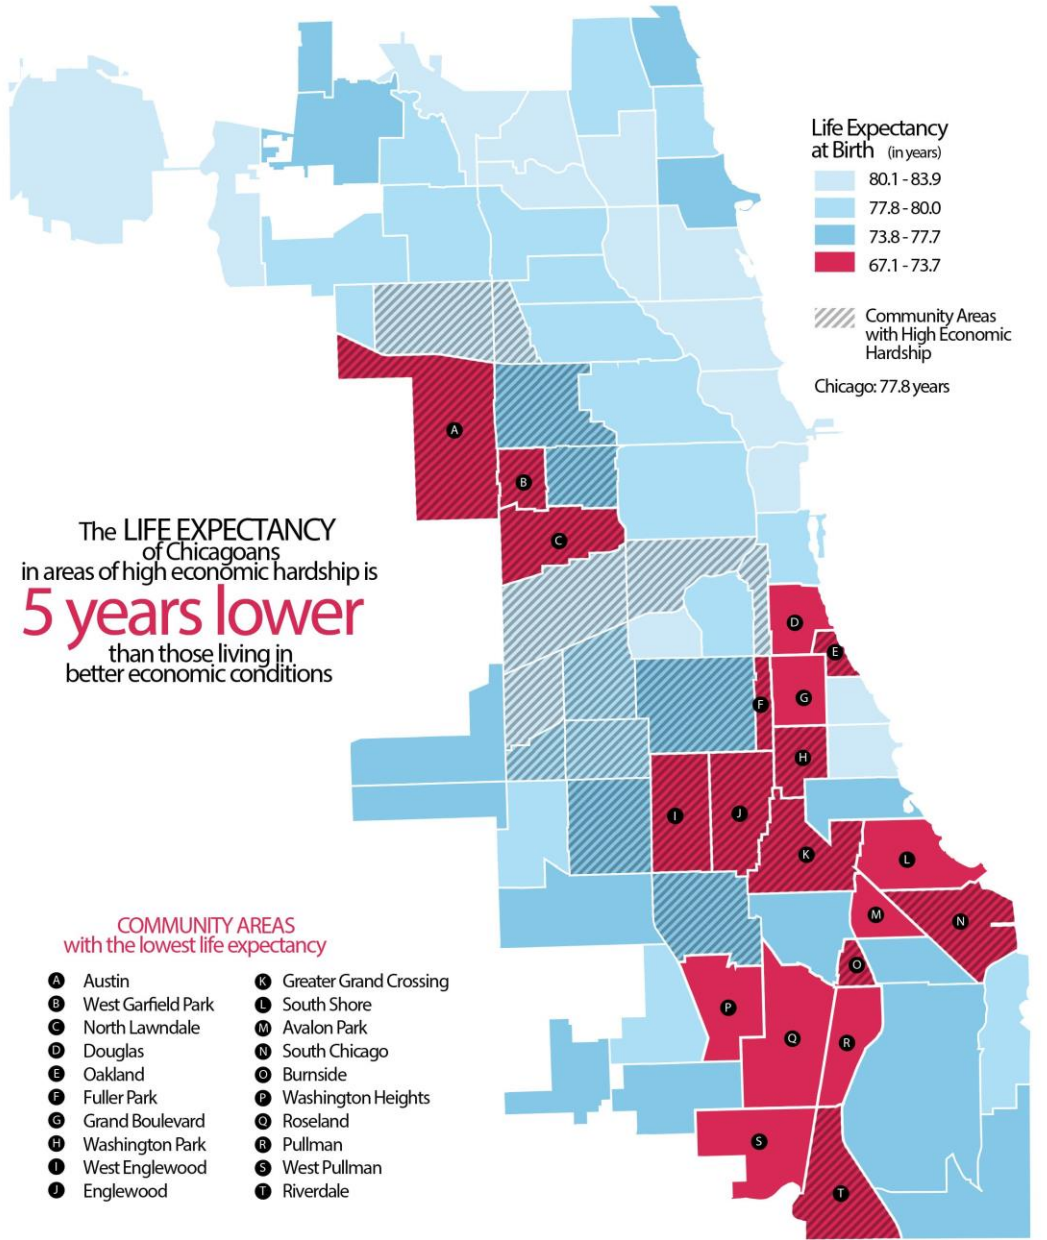 Life Expectancy
at Birth (in years)
80.1 - 83.9
77.8 - 80.0
73.8 - 77.7
67.1 - 73.7
Community Areas
with High Economic
Hardship
Chicago: 77.8 years
A
B
C
D
E
F
G
H
I
J
K
L
M
N
O
P
Q
R
S
T
The LIFE EXPECTANCY
of Chicagoans
in areas of high economic hardship is
5 years lower
than those living in
better economic conditions
COMMUNITY AREAS
with the lowest life expectancy
A Austin
B West Garfield Park
C North Lawndale
D Douglas
E Oakland
F Fuller Park
G Grand Boulevard
H Washington Park
I West Englewood
J Englewood
K Greater Grand Crossing
L South Shore
M Avalon Park
N South Chicago
O Burnside
P Washington Heights
Q Roseland
R Pullman
S West Pullman
T Riverdale